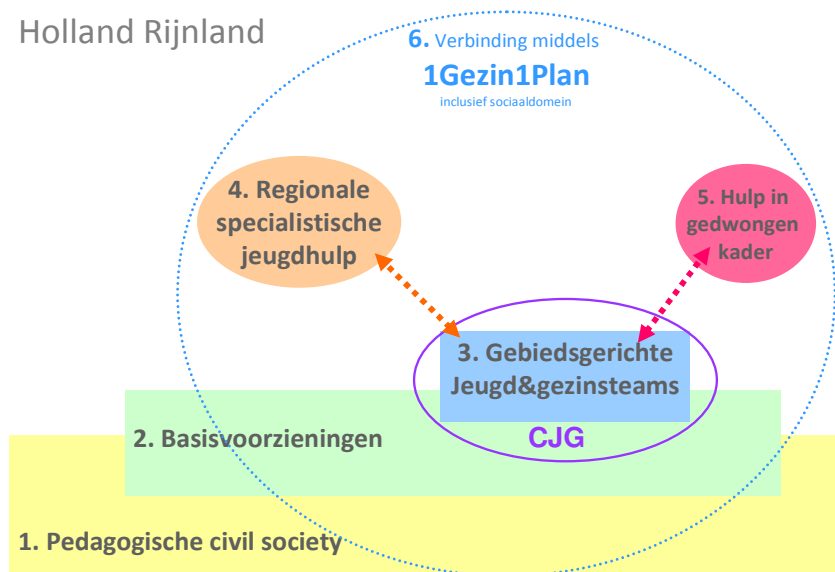 Holland Rijnland
6. Verbinding middels
1Gezin1Plan
inclusief sociaaldomein
4. Regionale
specialistische
jeugdhulp
5. Hulp in
gedwongen
kader
3. Gebiedsgerichte
Jeugd&gezinsteams
2. Basisvoorzieningen
CJG
1. Pedagogische civil society